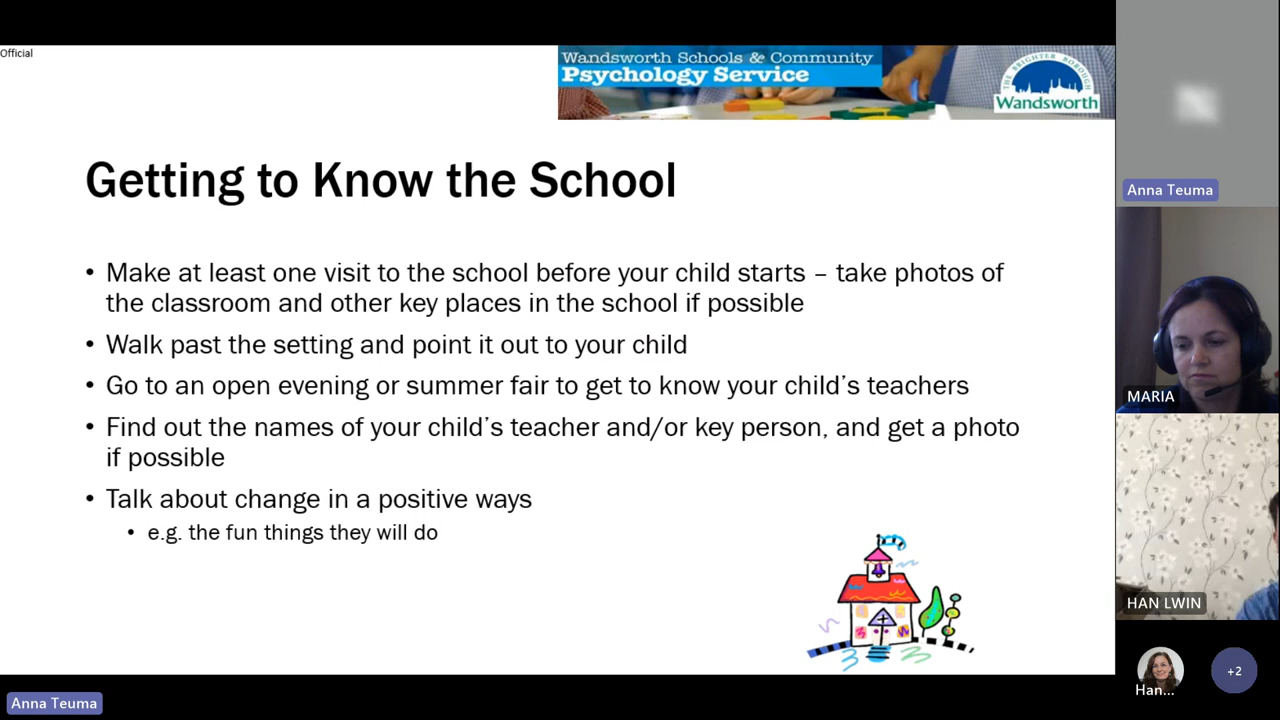 Official
Wandsworth Schools & Community
Psychology Service
THE BRIGHTER BOROUGH
Wandsworth
Getting to Know the School
• Make at least one visit to the school before your child starts – take photos of
the classroom and other key places in the school if possible
• Walk past the setting and point it out to your child
• Go to an open evening or summer fair to get to know your child's teachers
• Find out the names of your child's teacher and/or key person, and get a photo
if possible
• Talk about change in a positive ways
• e.g. the fun things they will do
Anna Teuma
MARIA
HAN LWIN
Han...
+2
Anna Teuma